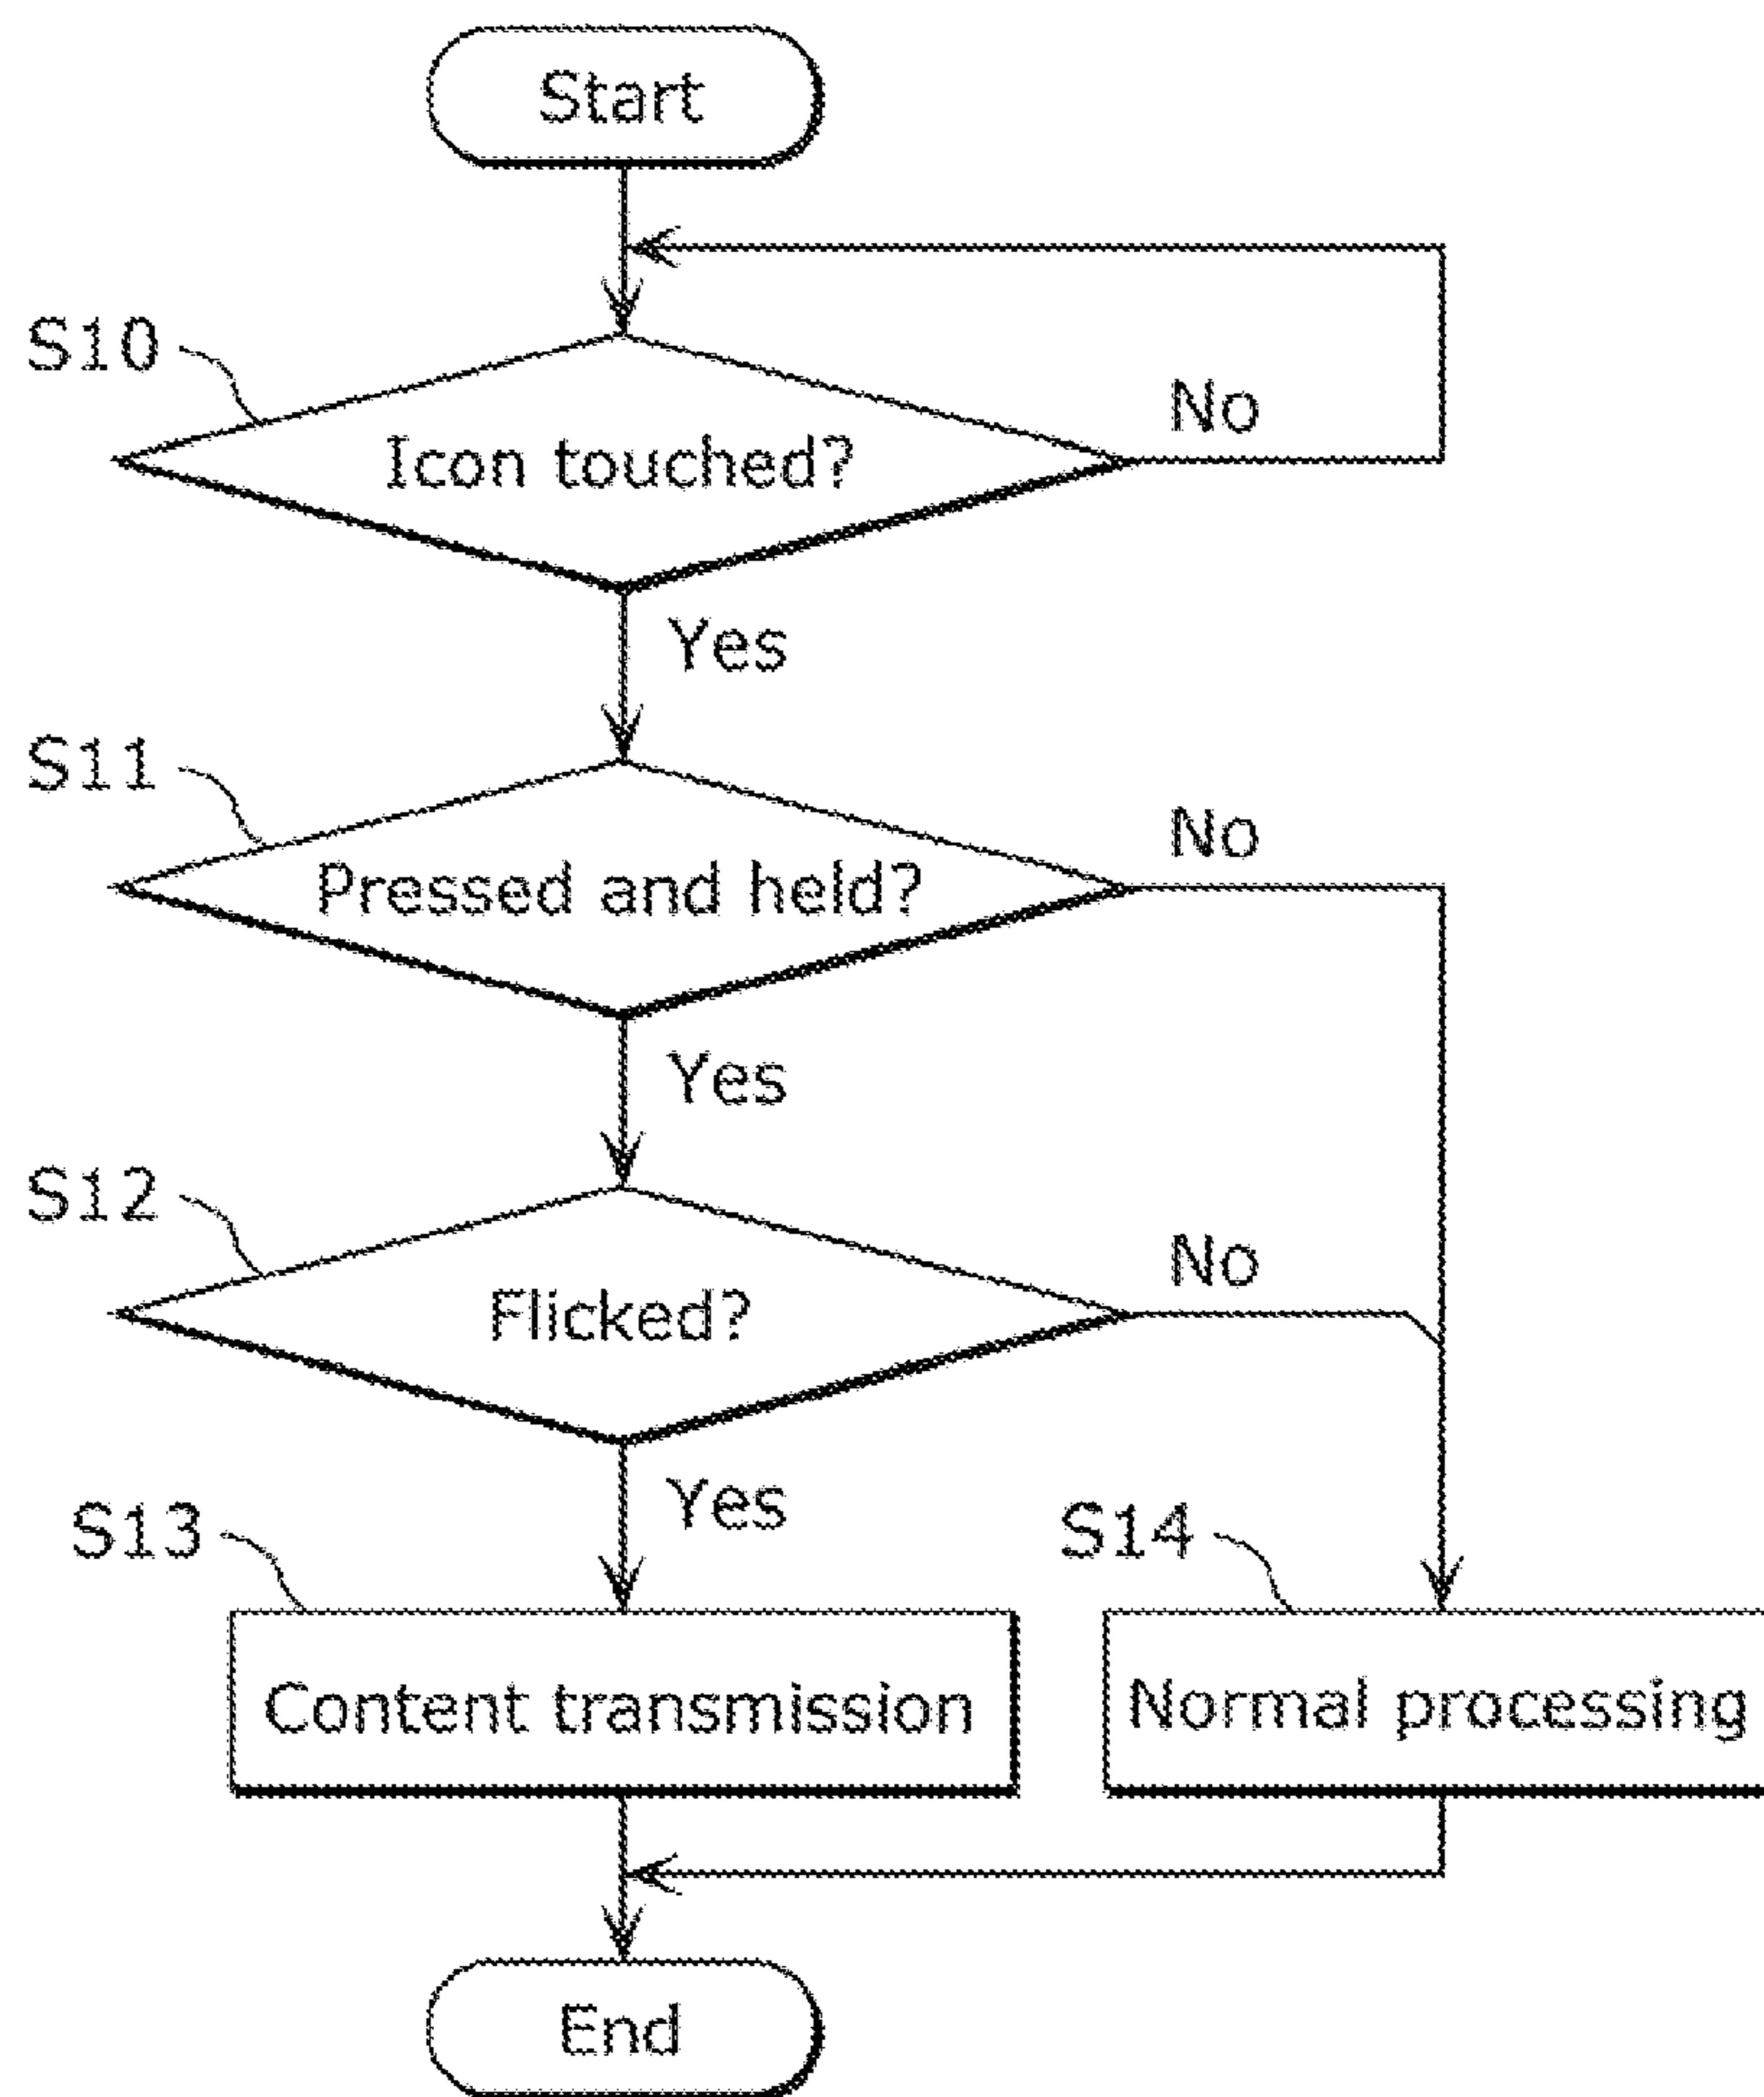 Start
S10
No
Icon touched?
Yes
S11
No
Pressed and held?
Yes
S12
No
Flicked?
Yes
S13
S14
Content transmission
Normal processing
End